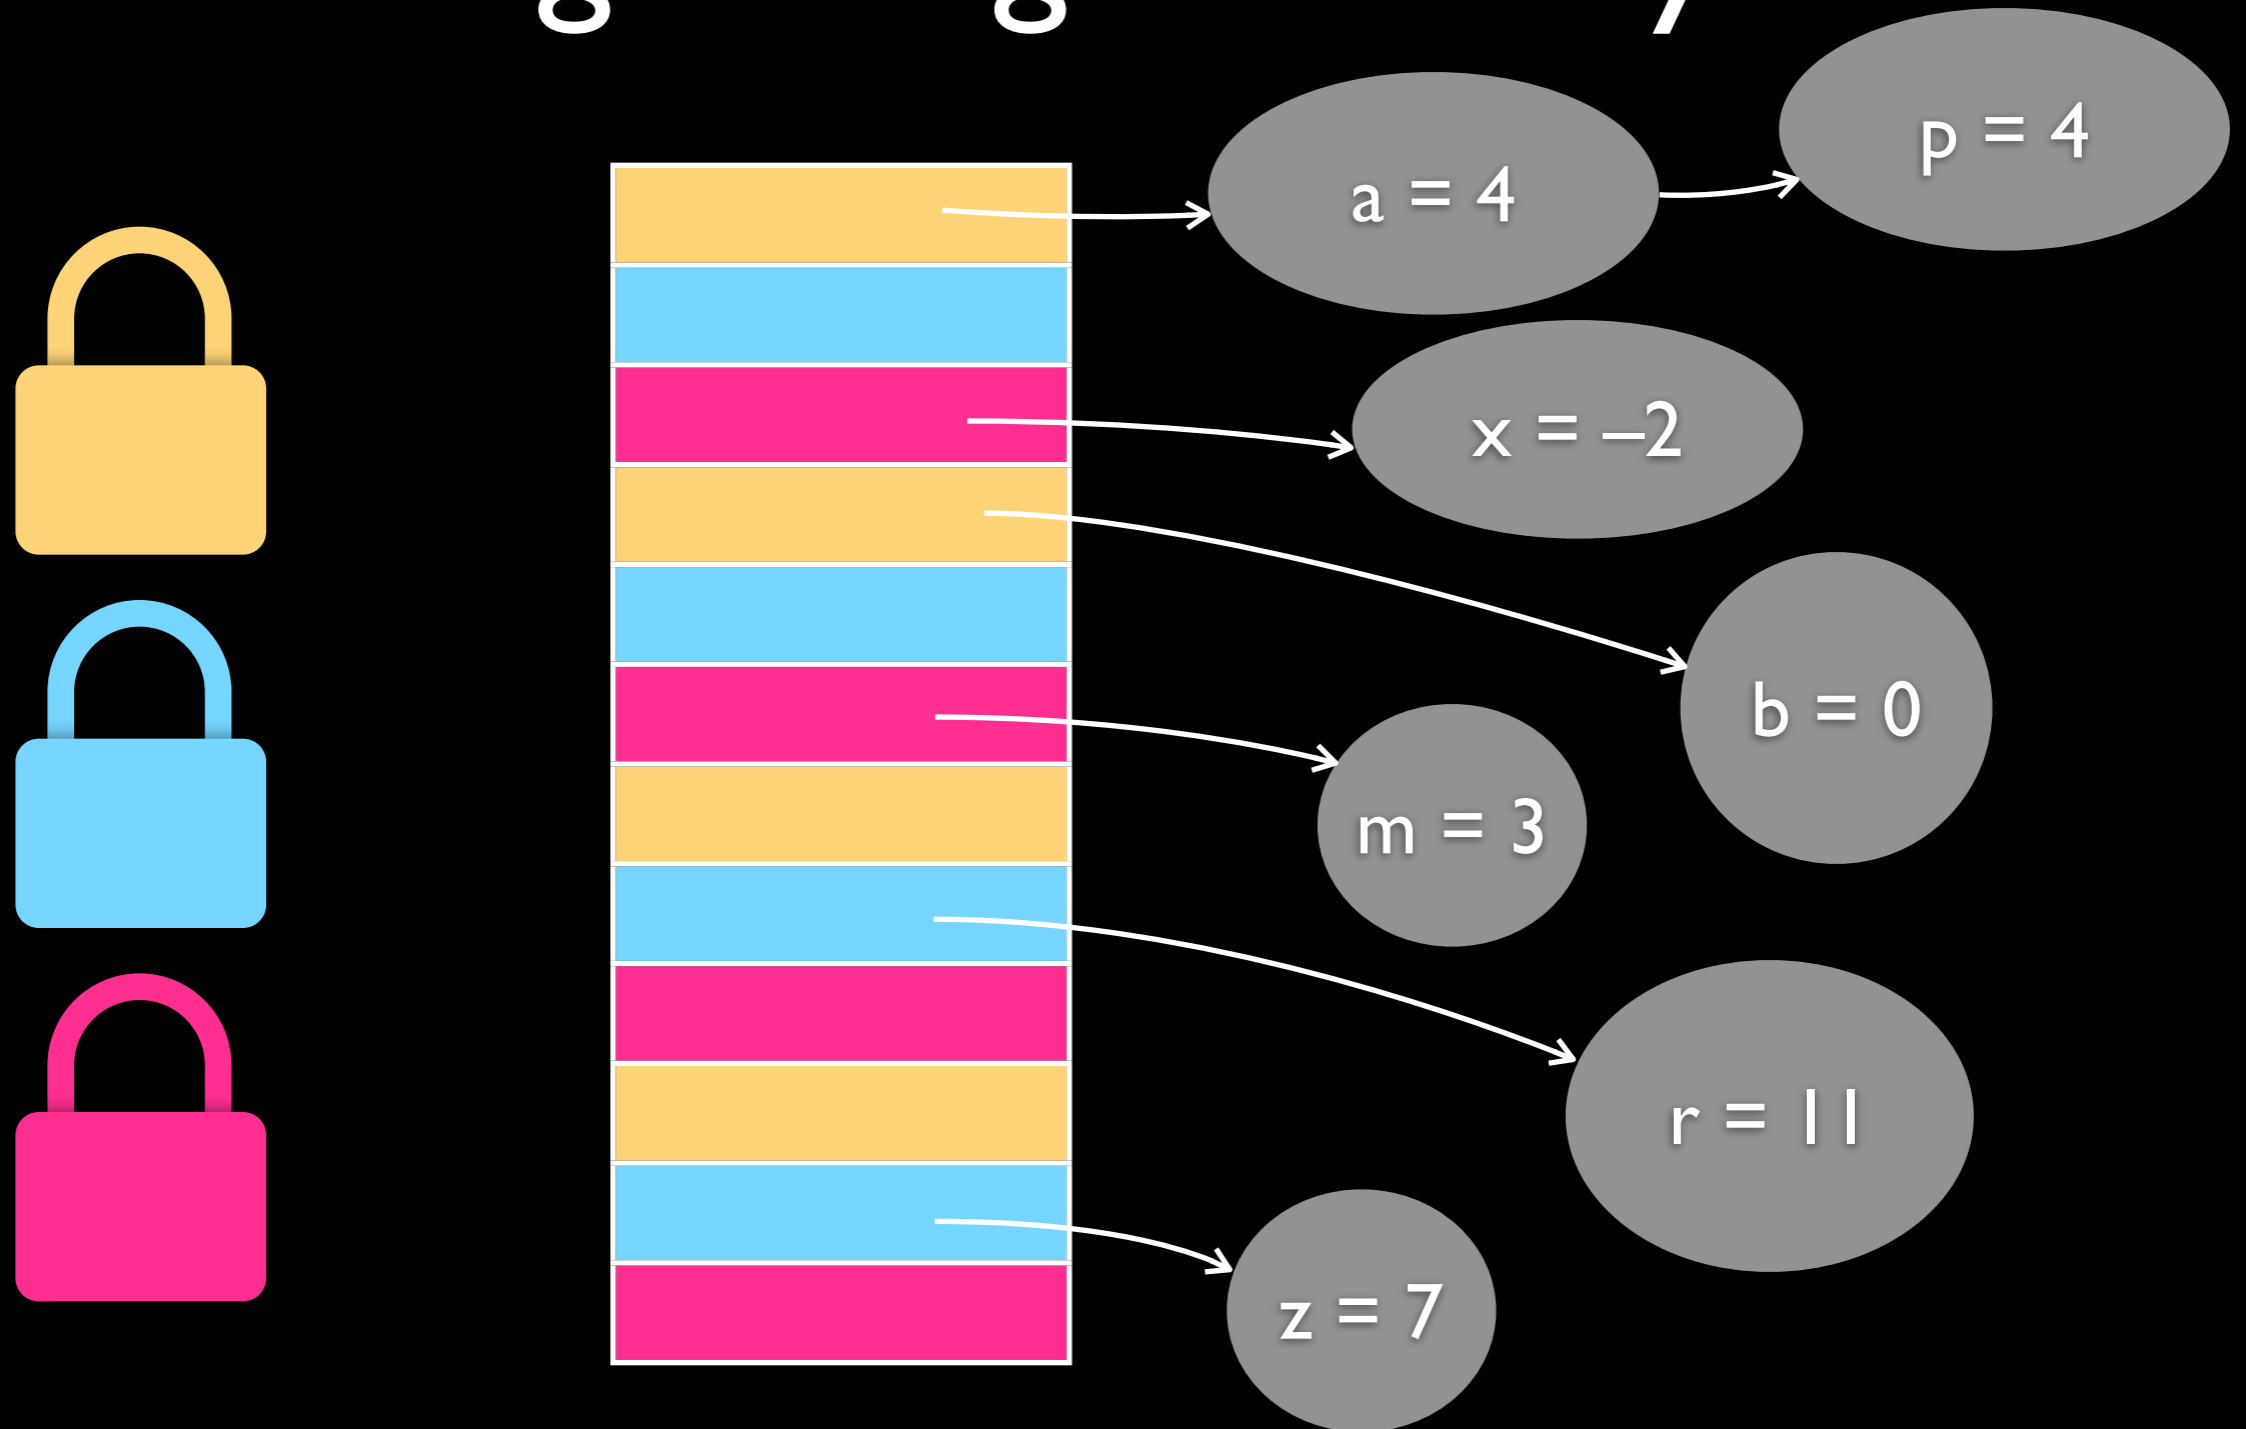 p = 4
a = 4
x = –2
b = 0
m = 3
r = 11
z = 7